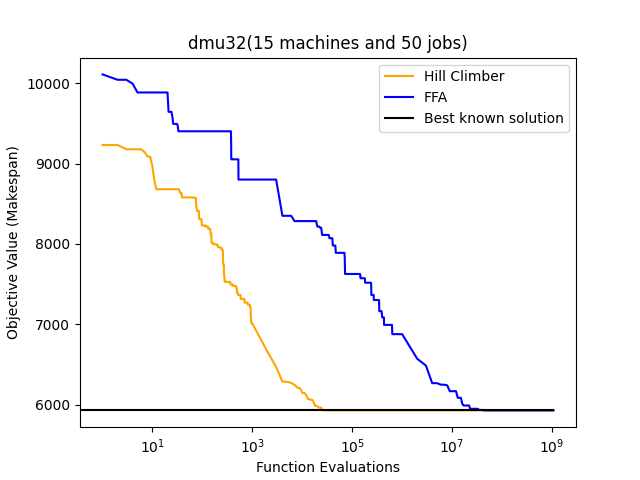 dmu32(15 machines and 50 jobs)
Hill Climber
FFA
Best known solution
10000
9000
8000
7000
6000
Objective Value (Makespan)
10^1
10^3
10^5
10^7
10^9
Function Evaluations